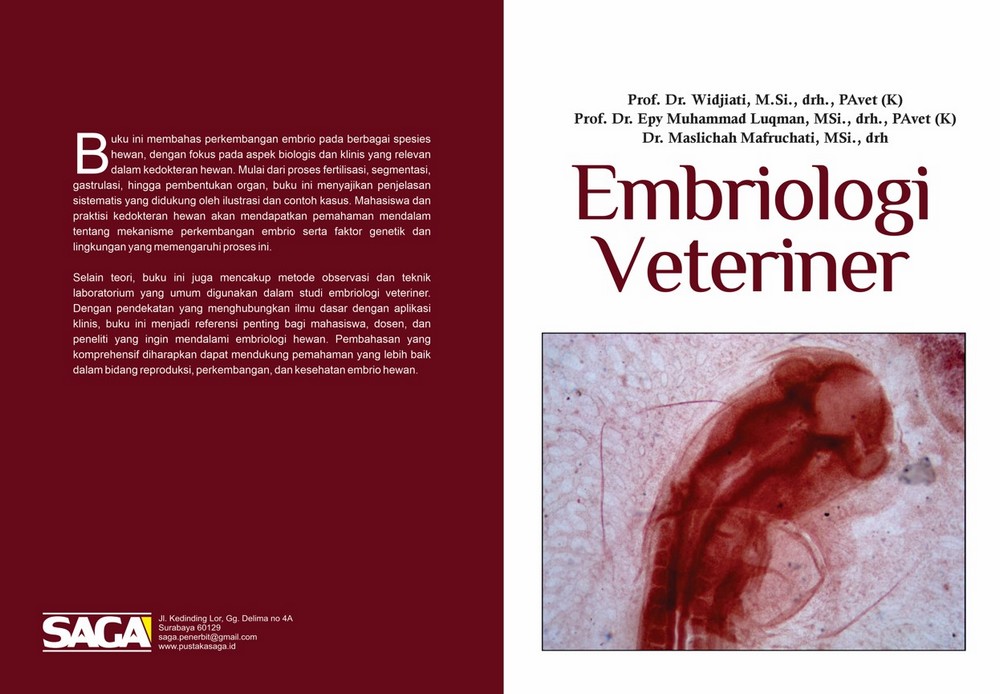 Buku ini membahas perkembangan embrio pada berbagai spesies
hewan, dengan fokus pada aspek biologis dan klinis yang relevan
dalam kedokteran hewan. Mulai dari proses fertilisasi, segmentasi,
gastrulasi, hingga pembentukan organ, buku ini menyajikan penjelasan
sistematis yang didukung oleh ilustrasi dan contoh kasus. Mahasiswa dan
praktisi kedokteran hewan akan mendapatkan pemahaman mendalam
tentang mekanisme perkembangan embrio serta faktor genetik dan
lingkungan yang memengaruhi proses ini.
Selain teori, buku ini juga mencakup metode observasi dan teknik
laboratorium yang umum digunakan dalam studi embriologi veteriner.
Dengan pendekatan yang menghubungkan ilmu dasar dengan aplikasi
klinis, buku ini menjadi referensi penting bagi mahasiswa, dosen, dan
peneliti yang ingin mendalami embriologi hewan. Pembahasan yang
komprehensif diharapkan dapat mendukung pemahaman yang lebih baik
dalam bidang reproduksi, perkembangan, dan kesehatan embrio hewan.
SAGA
Jl. Kedinding Lor, Gg. Delima no 4A
Surabaya 60129
saga.penerbit@gmail.com
www.pustakasaga.id
Prof. Dr. Widjiati, M.Si., drh., PAvet (K)
Prof. Dr. Epy Muhammad Luqman, MSi., drh., PAvet (K)
Dr. Maslichah Mafruchati, MSi., drh
Embriologi
Veteriner